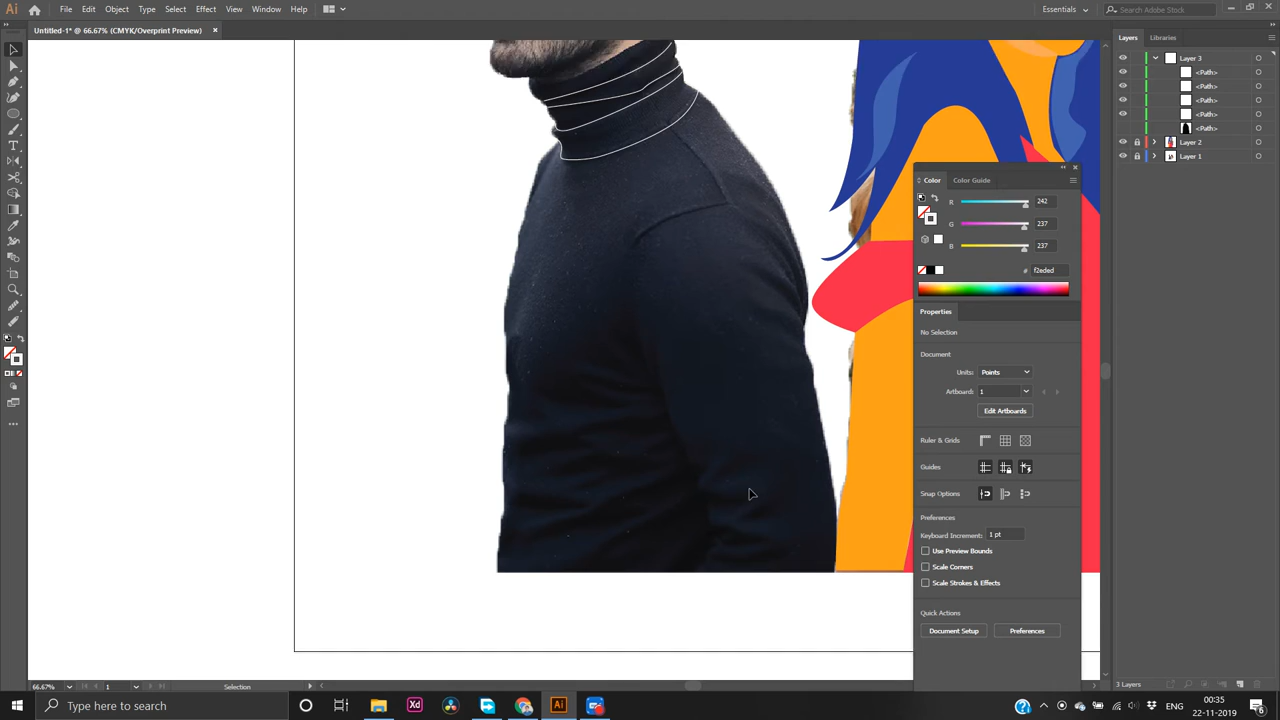 Ai File Edit Object Type Select Effect View Window Help
Essentials
Search Adobe Stock
Untitled-1* @ 66.67% (CMYK/Overprint Preview)
Layers Libraries
Layer 3
<Path>
<Path>
<Path>
<Path>
<Path>
Layer 2
Layer 1
Color Color Guide
R 242
G 237
B 237
# f2eded
Properties
No Selection
Document
Units: Points
Artboard: 1
Edit Artboards
Ruler & Grids
Guides
Snap Options
Preferences
Keyboard Increment: 1 pt
Use Preview Bounds
Scale Corners
Scale Strokes & Effects
Quick Actions
Document Setup Preferences
66.67% 1 Selection
3 Layers
Type here to search
Xd
Ai
ENG
00:35
22-11-2019
6